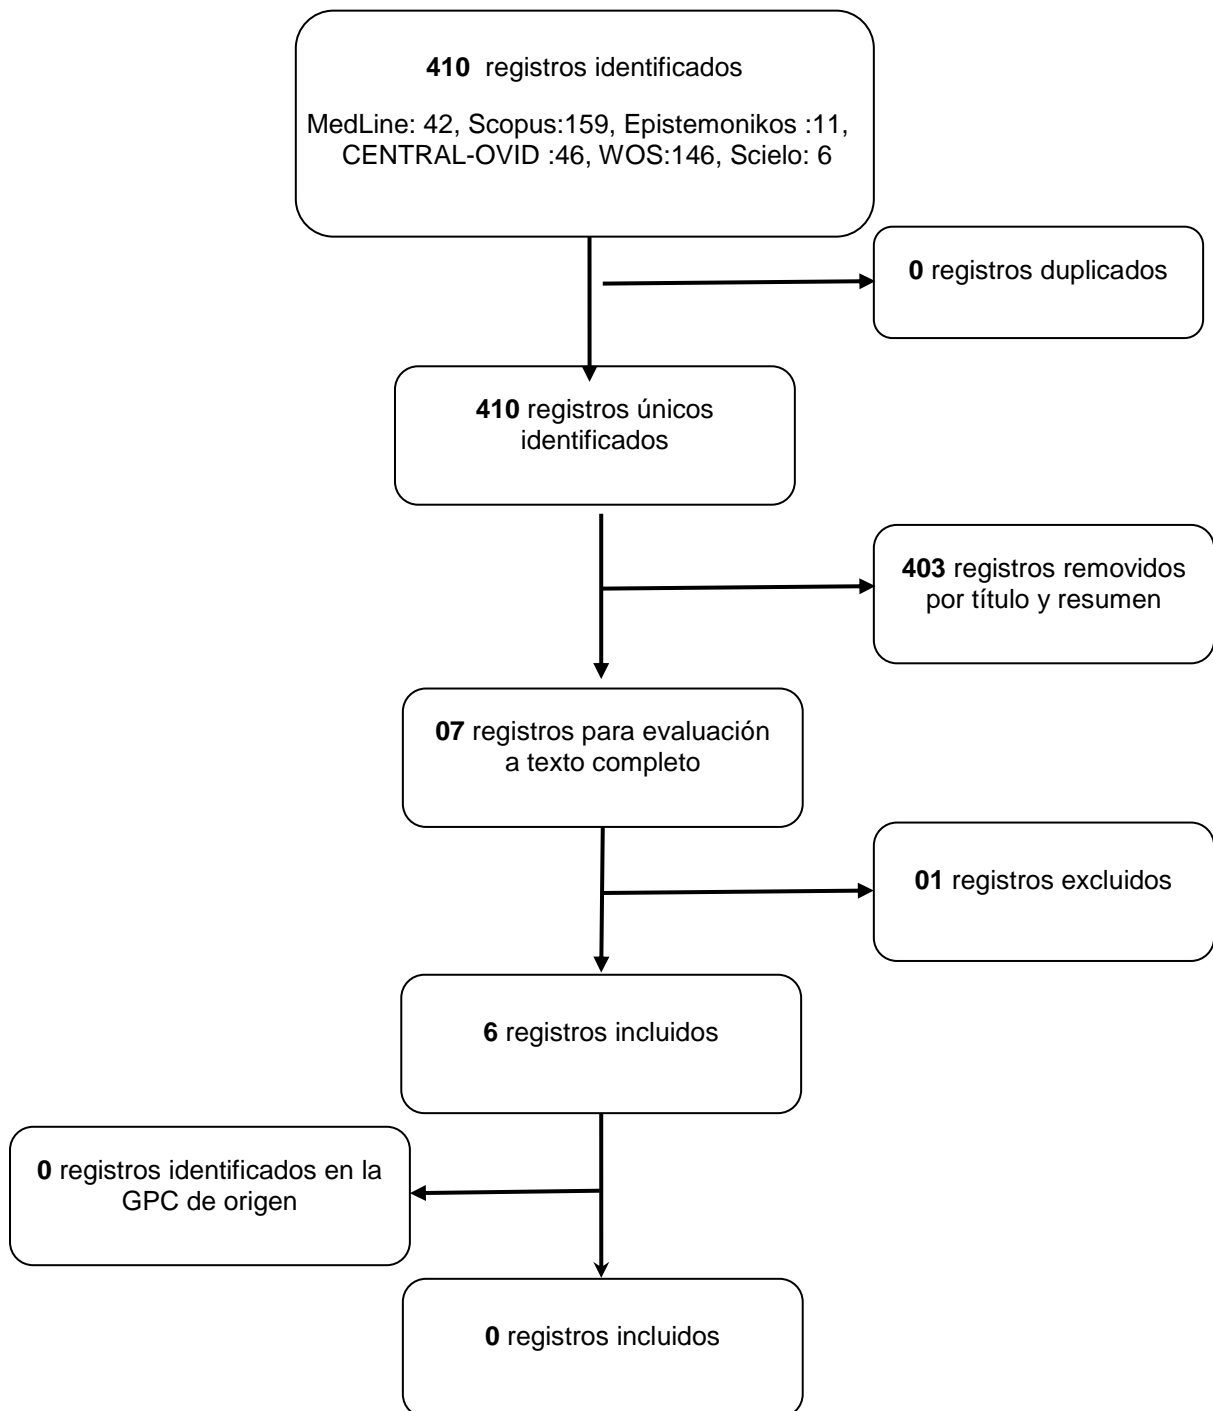 410 registros identificados
MedLine: 42, Scopus:159, Epistemonikos :11,
CENTRAL-OVID :46, WOS:146, Scielo: 6
0 registros duplicados
410 registros únicos
identificados
403 registros removidos
por título y resumen
07 registros para evaluación
a texto completo
01 registros excluidos
6 registros incluidos
0 registros identificados en la
GPC de origen
0 registros incluidos